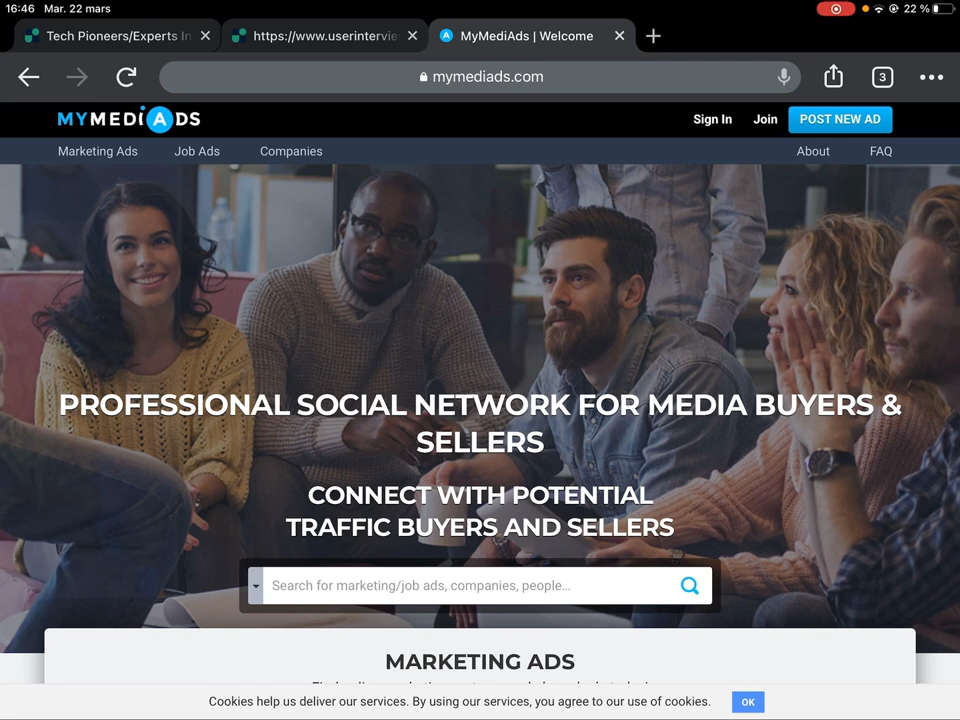 16:46 Mar. 22 mars
22 %
Tech Pioneers/Experts In
https://www.userintervie
MyMediAds | Welcome
mymediads.com
3
MYMEDIADS
Sign In
Join
POST NEW AD
Marketing Ads
Job Ads
Companies
About
FAQ
PROFESSIONAL SOCIAL NETWORK FOR MEDIA BUYERS &
SELLERS
CONNECT WITH POTENTIAL
TRAFFIC BUYERS AND SELLERS
Search for marketing/job ads, companies, people...
MARKETING ADS
Cookies help us deliver our services. By using our services, you agree to our use of cookies.
OK